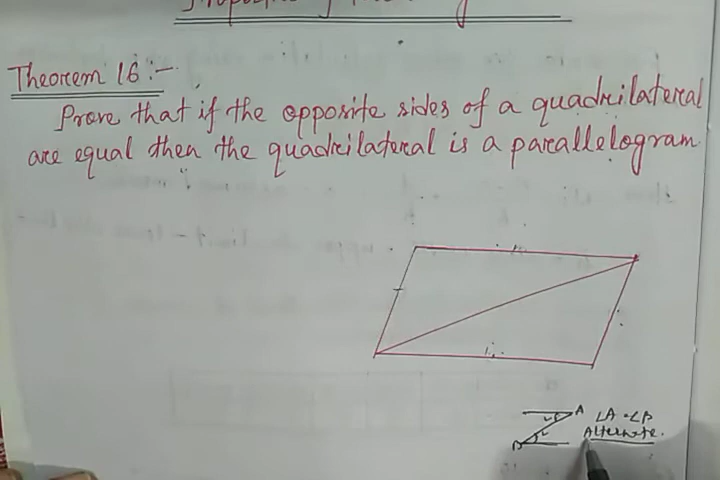 Theorem 16 :-
Prove that if the opposite sides of a quadrilateral
are equal then the quadrilateral is a parallelogram
A ∠A = ∠B
Alternate.